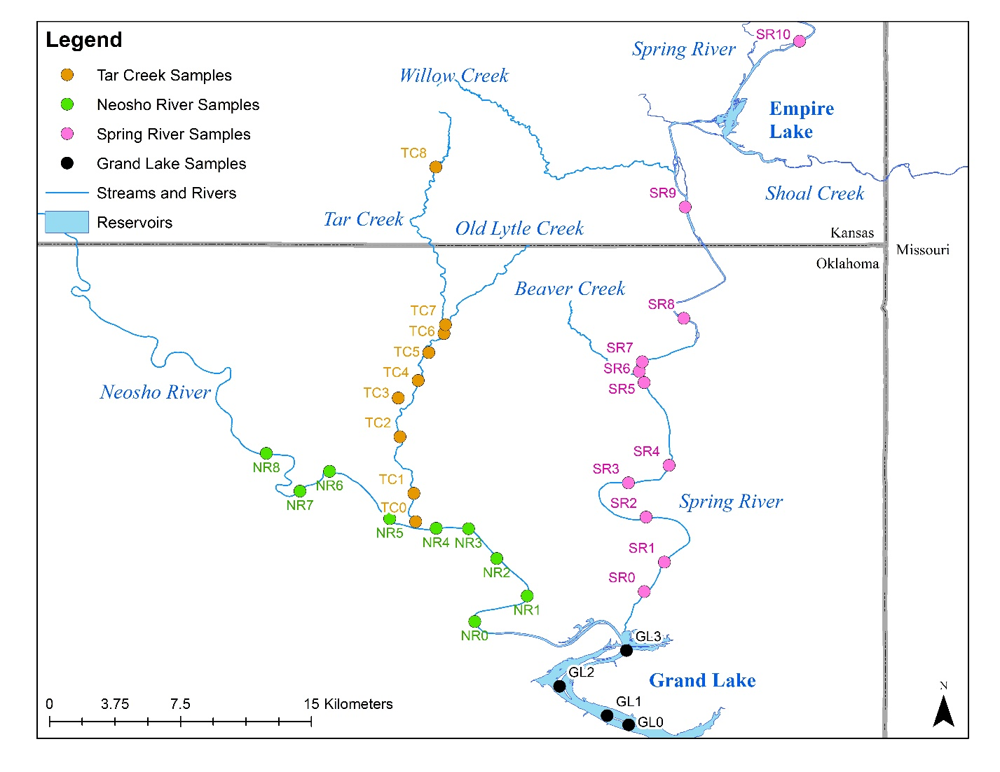 Legend
Tar Creek Samples
Neosho River Samples
Spring River Samples
Grand Lake Samples
Streams and Rivers
Reservoirs
SR10
Spring River
Willow Creek
Empire
Lake
TC8
SR9
Shoal Creek
Tar Creek
Old Lytle Creek
Kansas
Missouri
Oklahoma
Beaver Creek
SR8
TC7
TC6
TC5
SR7
SR6
TC4
SR5
Neosho River
TC3
TC2
SR4
NR8
SR3
TC1
NR6
NR7
SR2
Spring River
TC0
NR5
NR4
NR3
SR1
NR2
SR0
NR1
NR0
GL3
GL2
Grand Lake
N
GL1
GL0
0 3.75 7.5 15 Kilometers